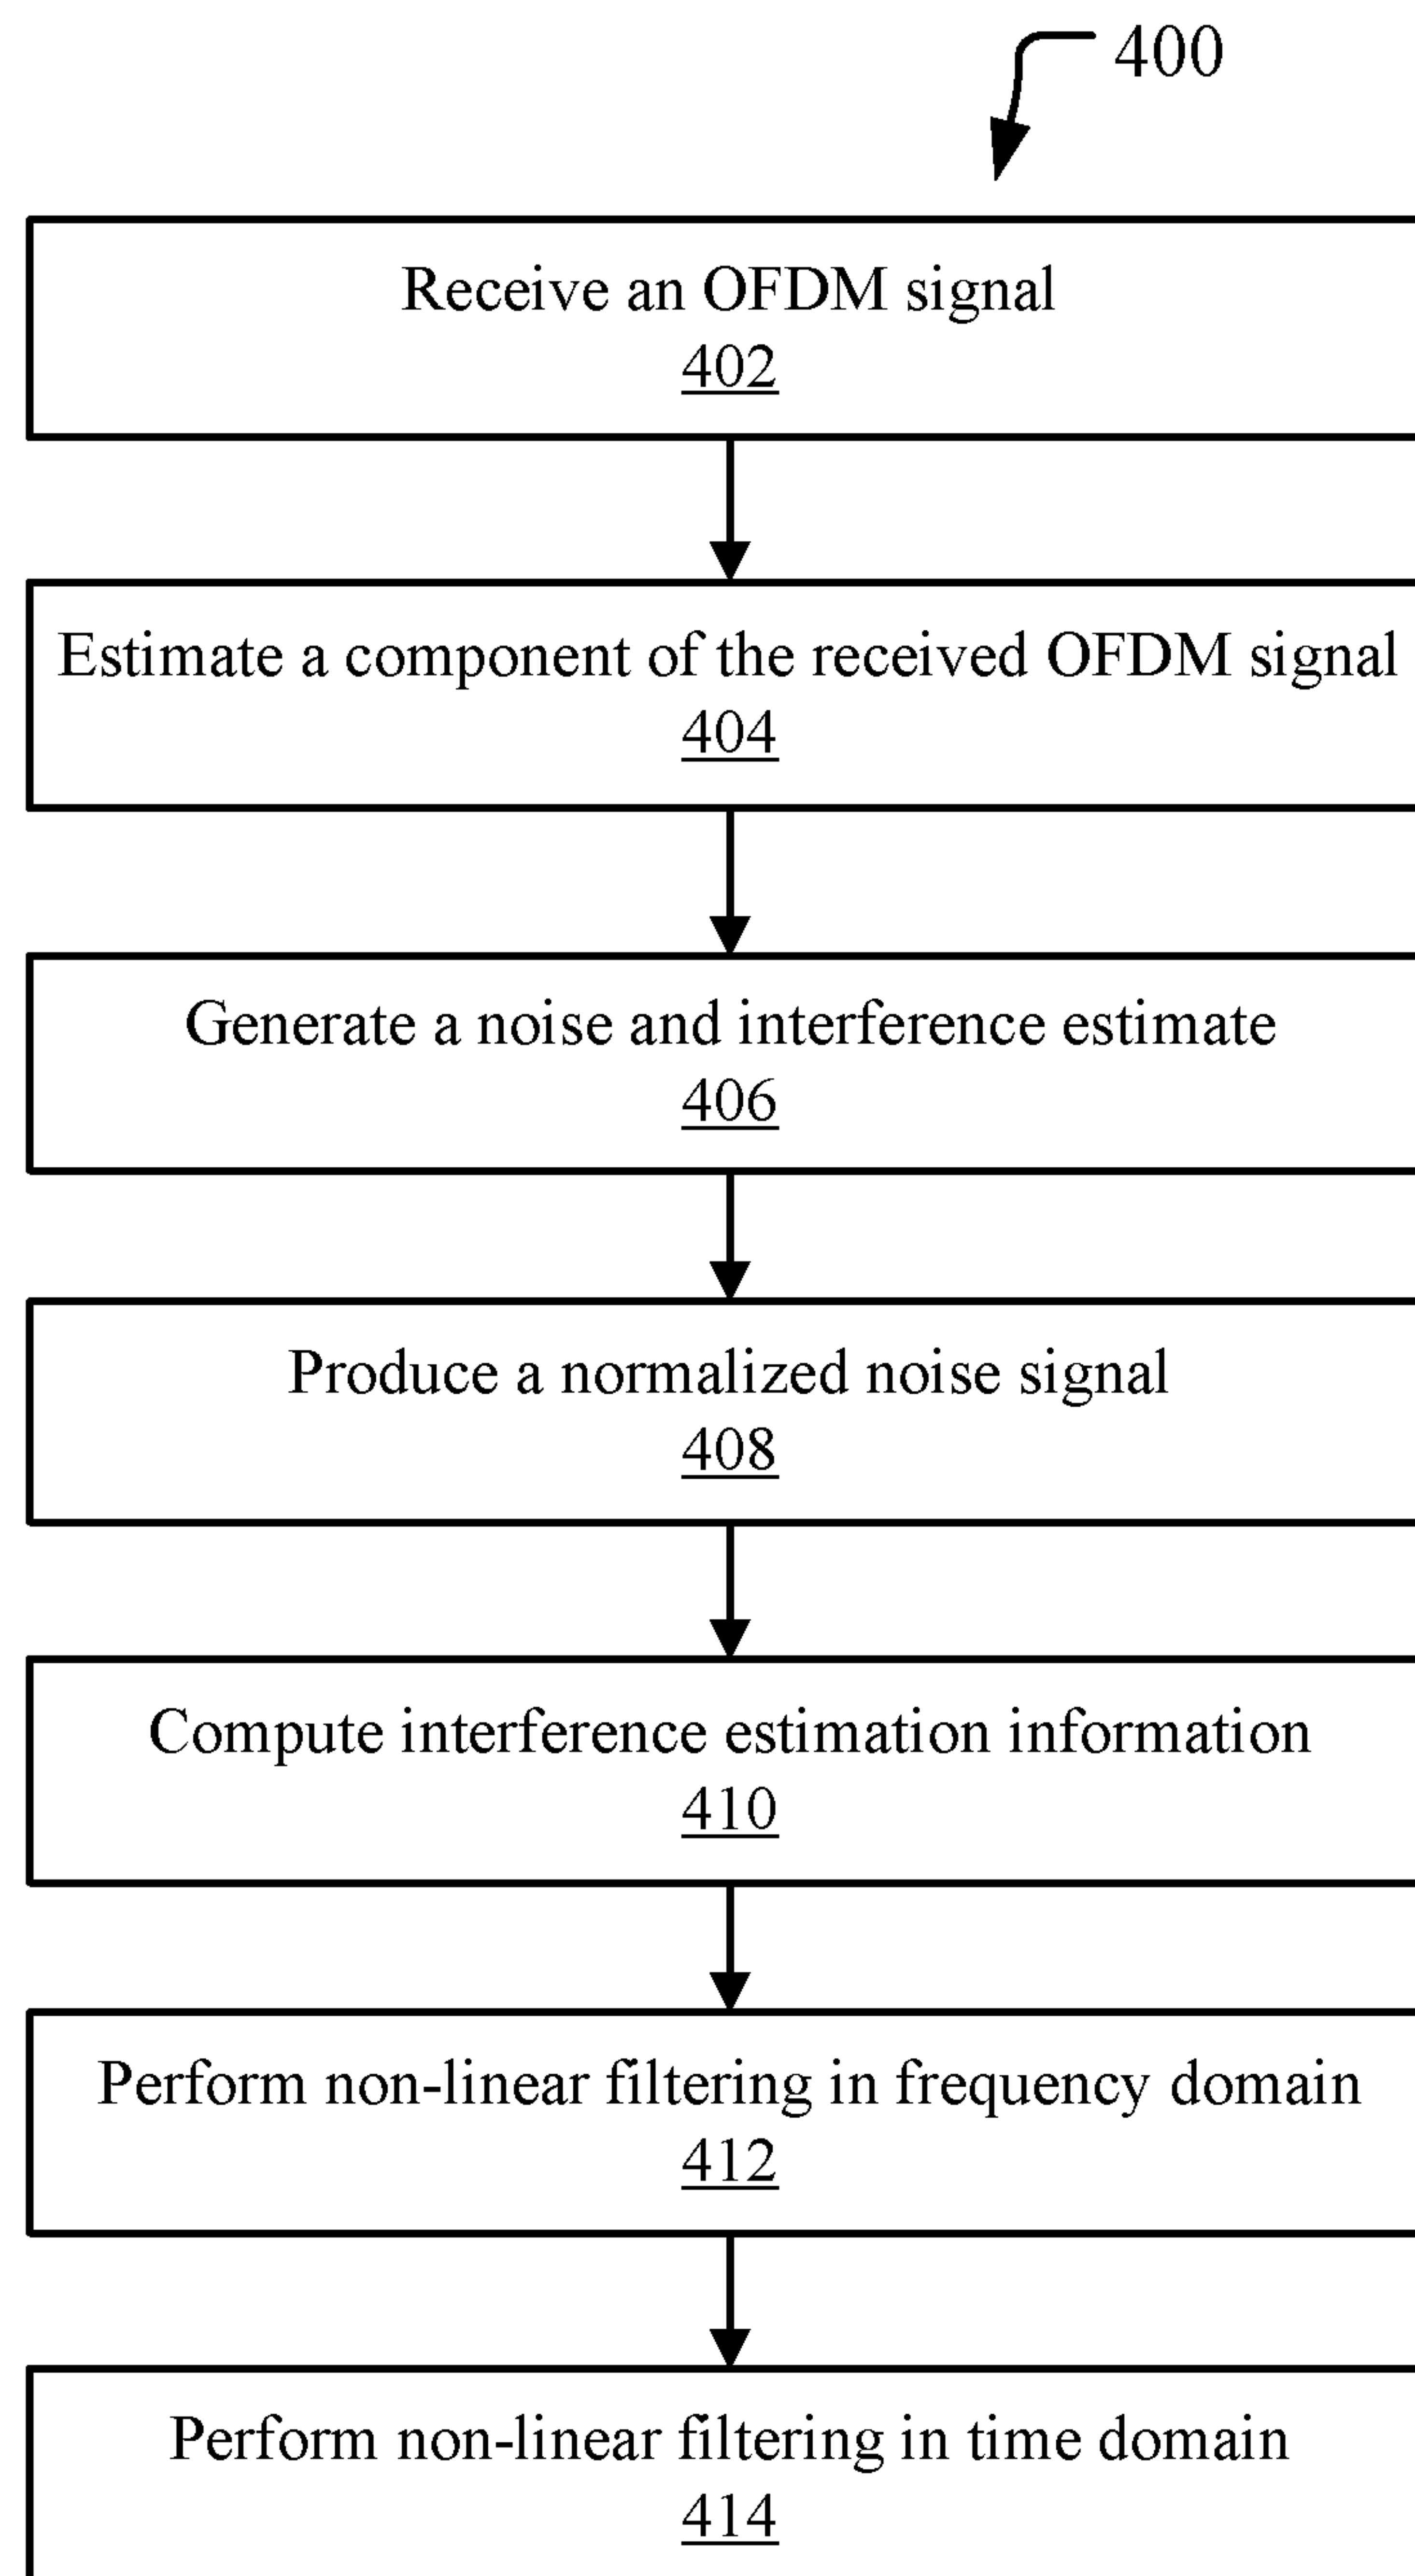 400
Receive an OFDM signal
402
Estimate a component of the received OFDM signal
404
Generate a noise and interference estimate
406
Produce a normalized noise signal
408
Compute interference estimation information
410
Perform non-linear filtering in frequency domain
412
Perform non-linear filtering in time domain
414